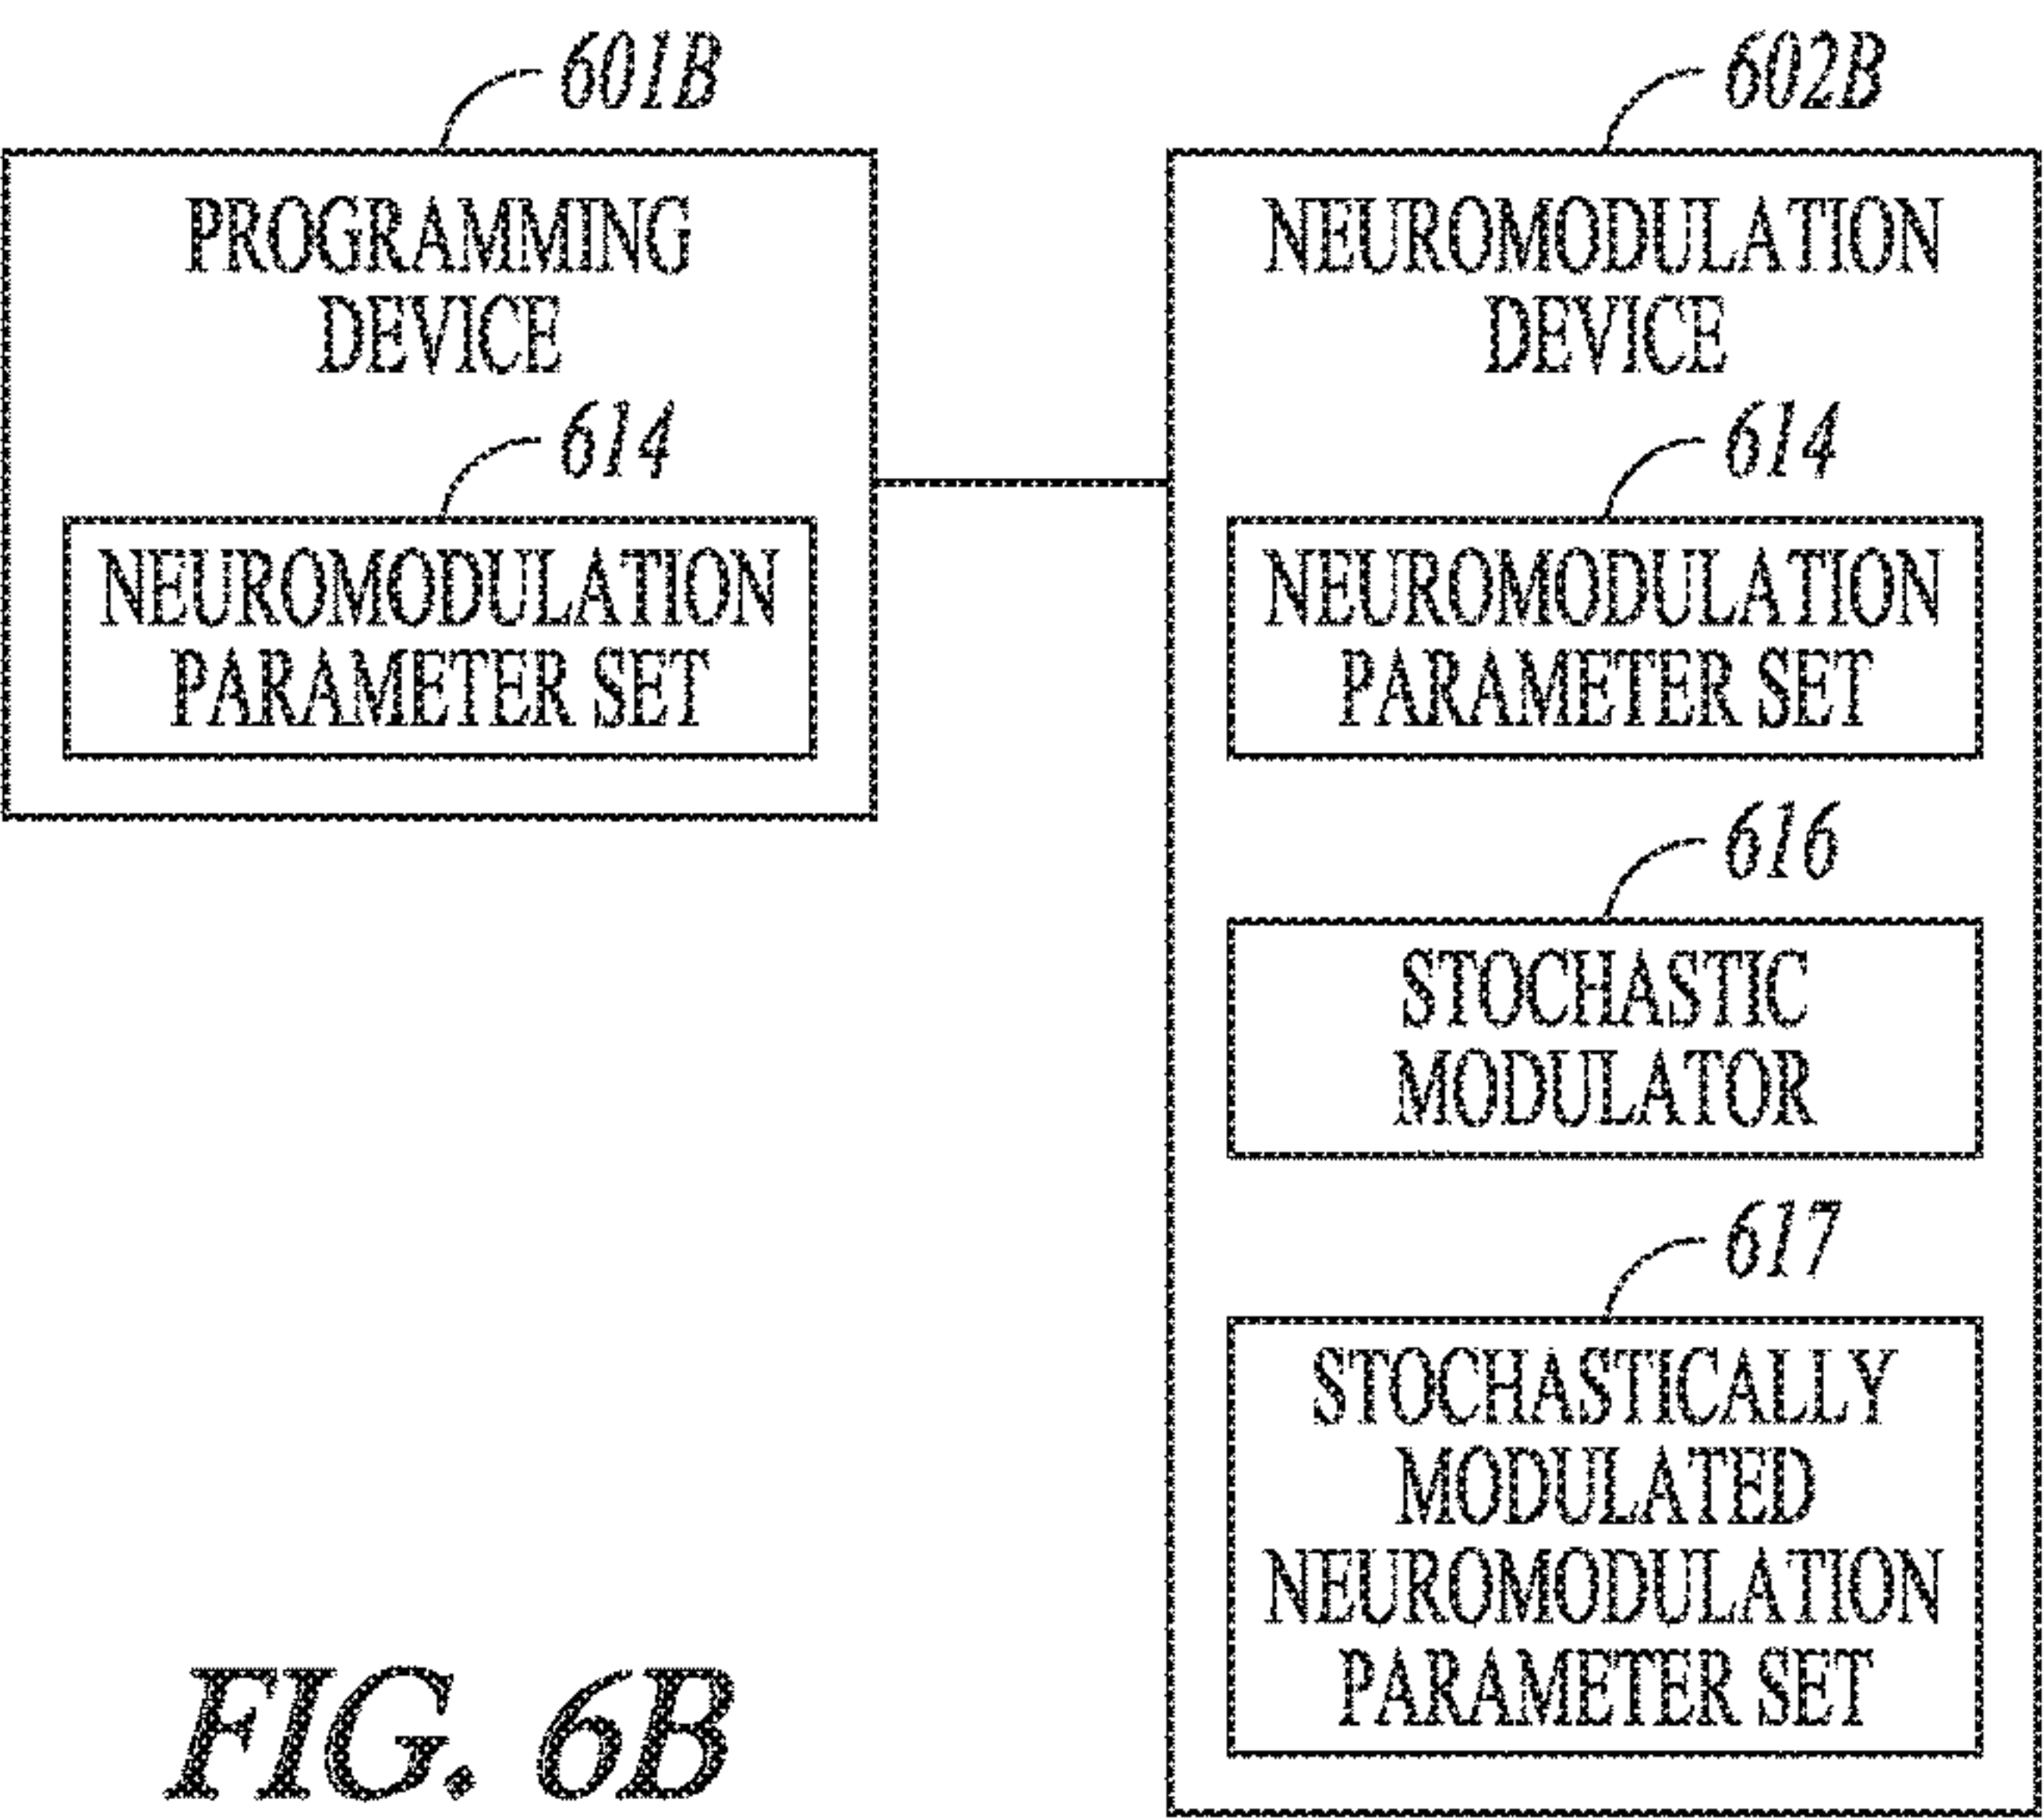 601B
PROGRAMMING
DEVICE
614
NEUROMODULATION
PARAMETER SET
602B
NEUROMODULATION
DEVICE
614
NEUROMODULATION
PARAMETER SET
616
STOCHASTIC
MODULATOR
617
STOCHASTICALLY
MODULATED
NEUROMODULATION
PARAMETER SET
FIG. 6B